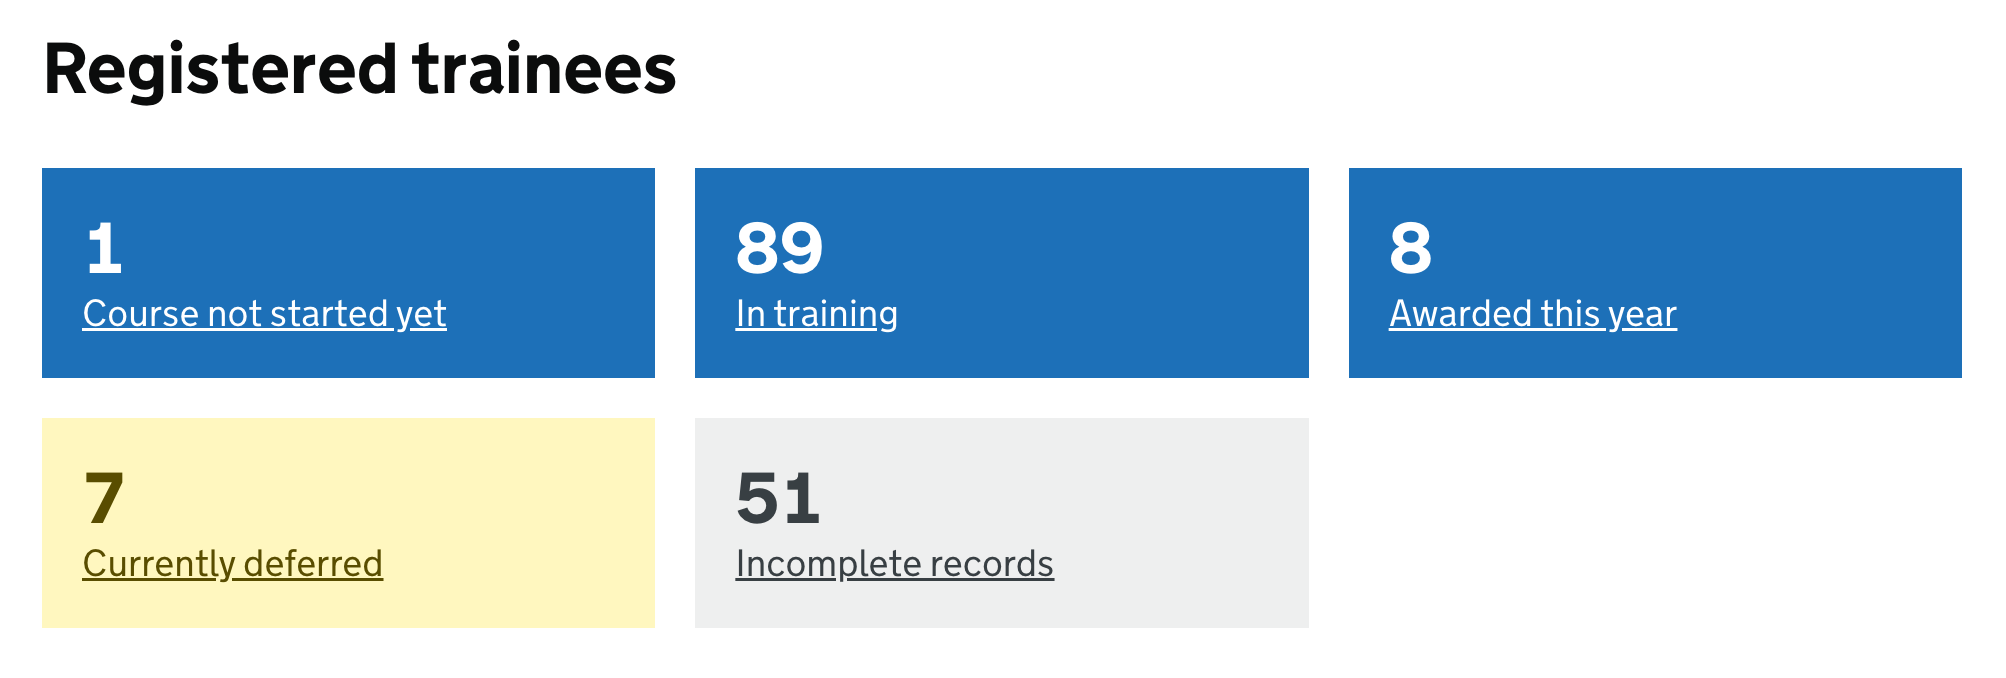 Registered trainees
1
Course not started yet
89
In training
8
Awarded this year
7
Currently deferred
51
Incomplete records